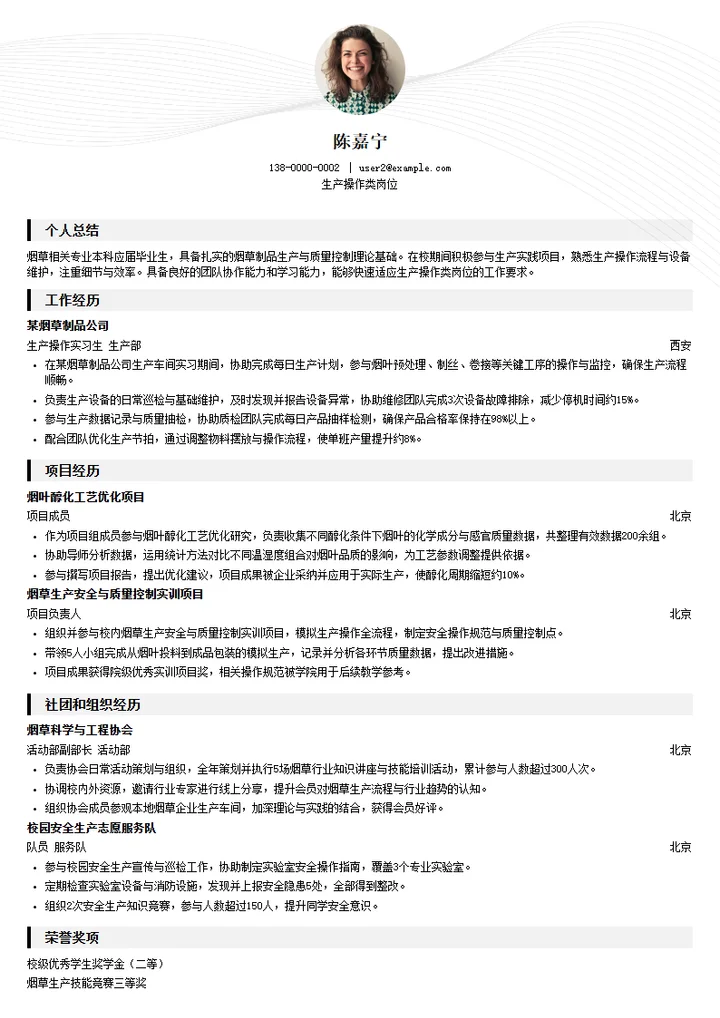 陈嘉宁
138-0000-0002 | user2@example.com
生产操作类岗位
个人总结
烟草相关专业本科应届毕业生，具备扎实的烟草制品生产与质量控制理论基础。在校期间积极参与生产实践项目，熟悉生产操作流程与设备
维护，注重细节与效率。具备良好的团队协作能力和学习能力，能够快速适应生产操作类岗位的工作要求。
工作经历
某烟草制品公司
生产操作实习生 生产部 西安
• 在某烟草制品公司生产车间实习期间，协助完成每日生产计划，参与烟叶预处理、制丝、卷接等关键工序的操作与监控，确保生产流程
顺畅。
• 负责生产设备的日常巡检与基础维护，及时发现并报告设备异常，协助维修团队完成3次设备故障排除，减少停机时间约15%。
• 参与生产数据记录与质量抽检，协助质检团队完成每日产品抽样检测，确保产品合格率保持在98%以上。
• 配合团队优化生产节拍，通过调整物料摆放与操作流程，使单班产量提升约8%。
项目经历
烟叶醇化工艺优化项目
项目成员 北京
• 作为项目组成员参与烟叶醇化工艺优化研究，负责收集不同醇化条件下烟叶的化学成分与感官质量数据，共整理有效数据200余组。
• 协助导师分析数据，运用统计方法对比不同温湿度组合对烟叶品质的影响，为工艺参数调整提供依据。
• 参与撰写项目报告，提出优化建议，项目成果被企业采纳并应用于实际生产，使醇化周期缩短约10%。
烟草生产安全与质量控制实训项目
项目负责人 北京
• 组织并参与校内烟草生产安全与质量控制实训项目，模拟生产操作全流程，制定安全操作规范与质量控制点。
• 带领5人小组完成从烟叶投料到成品包装的模拟生产，记录并分析各环节质量数据，提出改进措施。
• 项目成果获得院级优秀实训项目奖，相关操作规范被学院用于后续教学参考。
社团和组织经历
烟草科学与工程协会
活动部副部长 活动部 北京
• 负责协会日常活动策划与组织，全年策划并执行5场烟草行业知识讲座与技能培训活动，累计参与人数超过300人次。
• 协调校内外资源，邀请行业专家进行线上分享，提升会员对烟草生产流程与行业趋势的认知。
• 组织协会成员参观本地烟草企业生产车间，加深理论与实践的结合，获得会员好评。
校园安全生产志愿服务队
队员 服务队 北京
• 参与校园安全生产宣传与巡检工作，协助制定实验室安全操作指南，覆盖3个专业实验室。
• 定期检查实验室设备与消防设施，发现并上报安全隐患5处，全部得到整改。
• 组织2次安全生产知识竞赛，参与人数超过150人，提升同学安全意识。
荣誉奖项
校级优秀学生奖学金（二等）
烟草生产技能竞赛三等奖